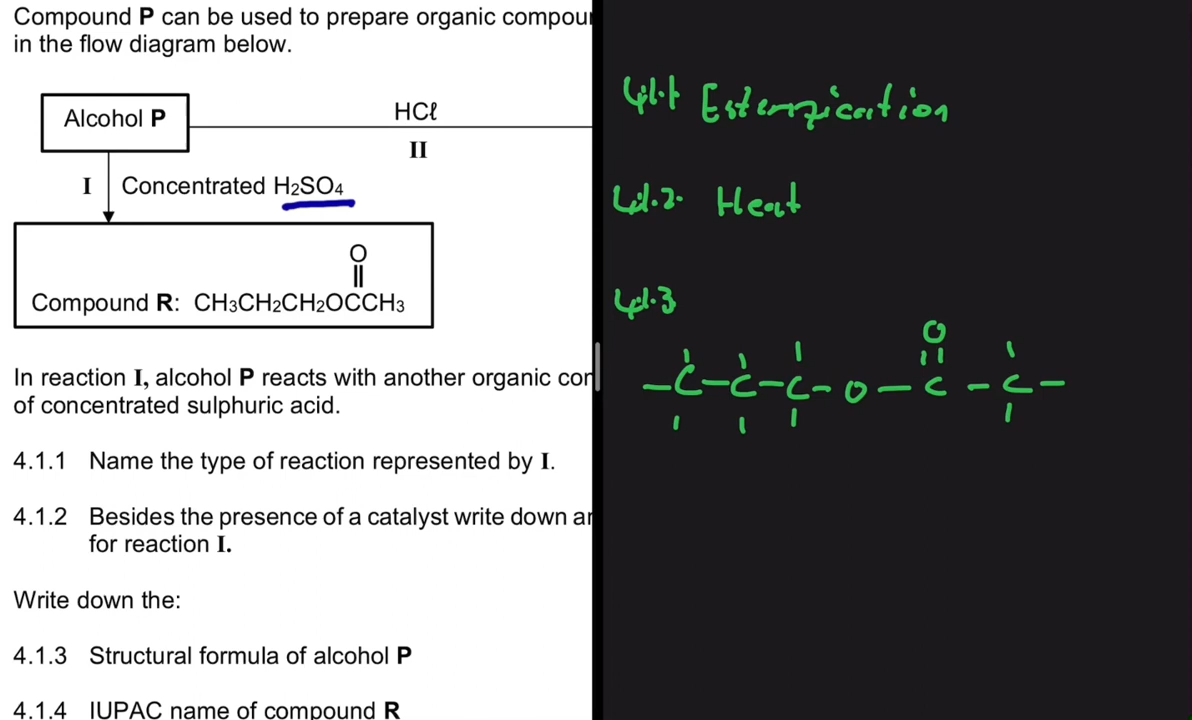 Compound P can be used to prepare organic compou
in the flow diagram below.
Alcohol P
HCℓ
II
I Concentrated H₂SO₄
O
||
Compound R: CH₃CH₂CH₂OCCH₃
In reaction I, alcohol P reacts with another organic con
of concentrated sulphuric acid.
4.1.1 Name the type of reaction represented by I.
4.1.2 Besides the presence of a catalyst write down an
for reaction I.
Write down the:
4.1.3 Structural formula of alcohol P
4.1.4 IUPAC name of compound R
4.1.1 Esterification
4.1.2. Heat
4.1.3
O
||
-C-C-C-O-C-C-